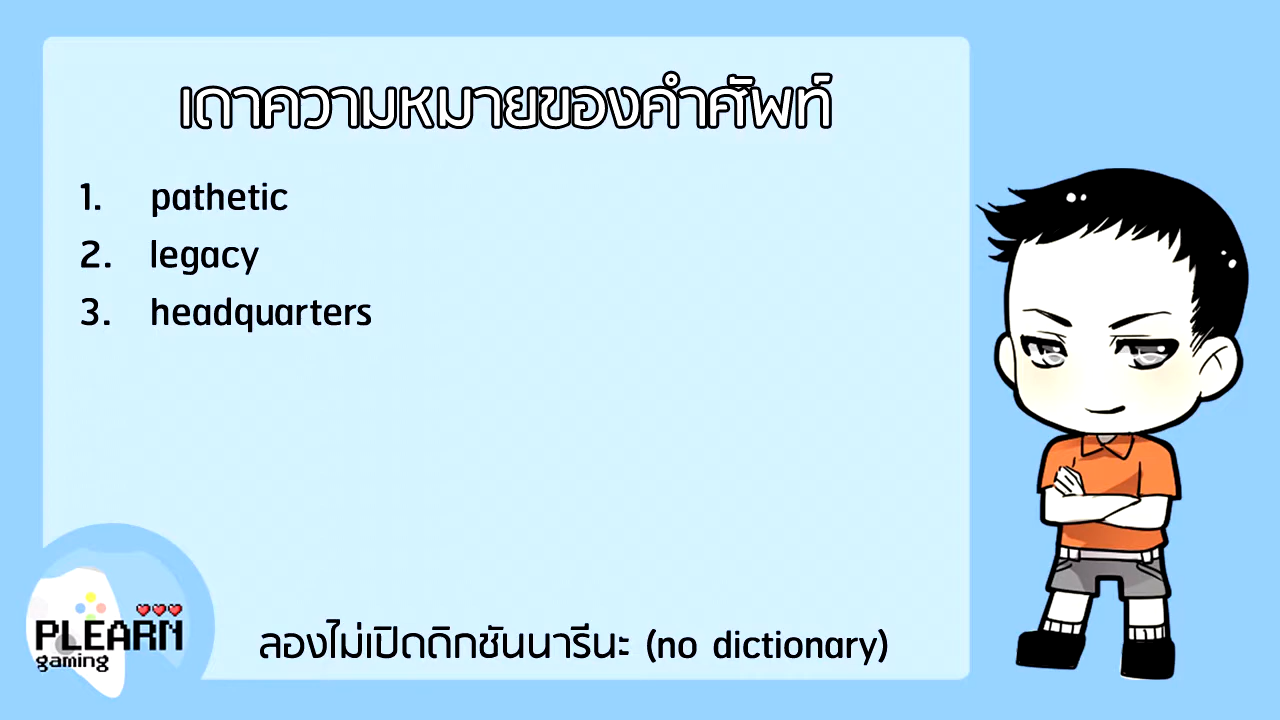 เดาความหมายของคำศัพท์
1. pathetic
2. legacy
3. headquarters
PLEARN
gaming
ลองไม่เปิดดิกชันนารีนะ (no dictionary)